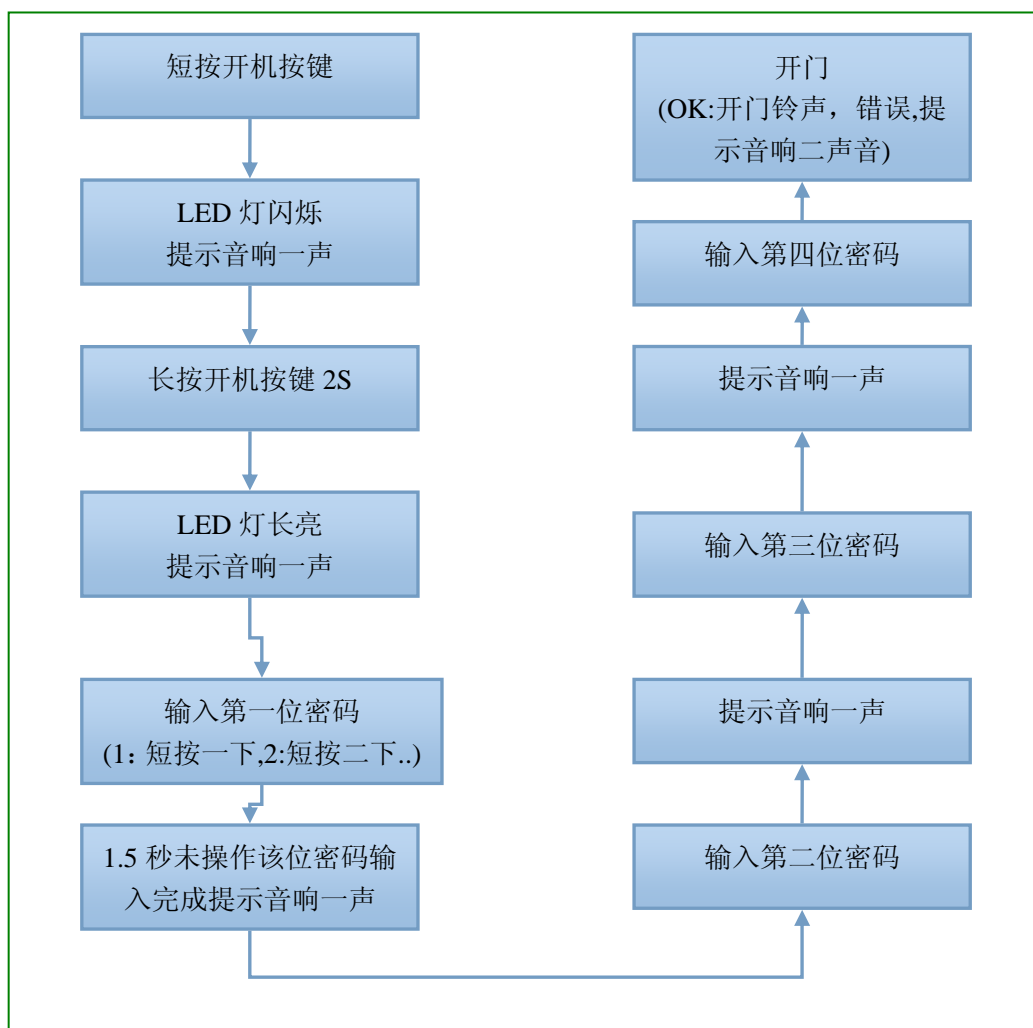 短按开机按键
LED 灯闪烁
提示音响一声
长按开机按键 2S
LED 灯长亮
提示音响一声
输入第一位密码
(1：短按一下,2:短按二下..)
1.5 秒未操作该位密码输
入完成提示音响一声
输入第二位密码
提示音响一声
输入第三位密码
提示音响一声
输入第四位密码
开门
(OK:开门铃声，错误,提
示音响二声音)